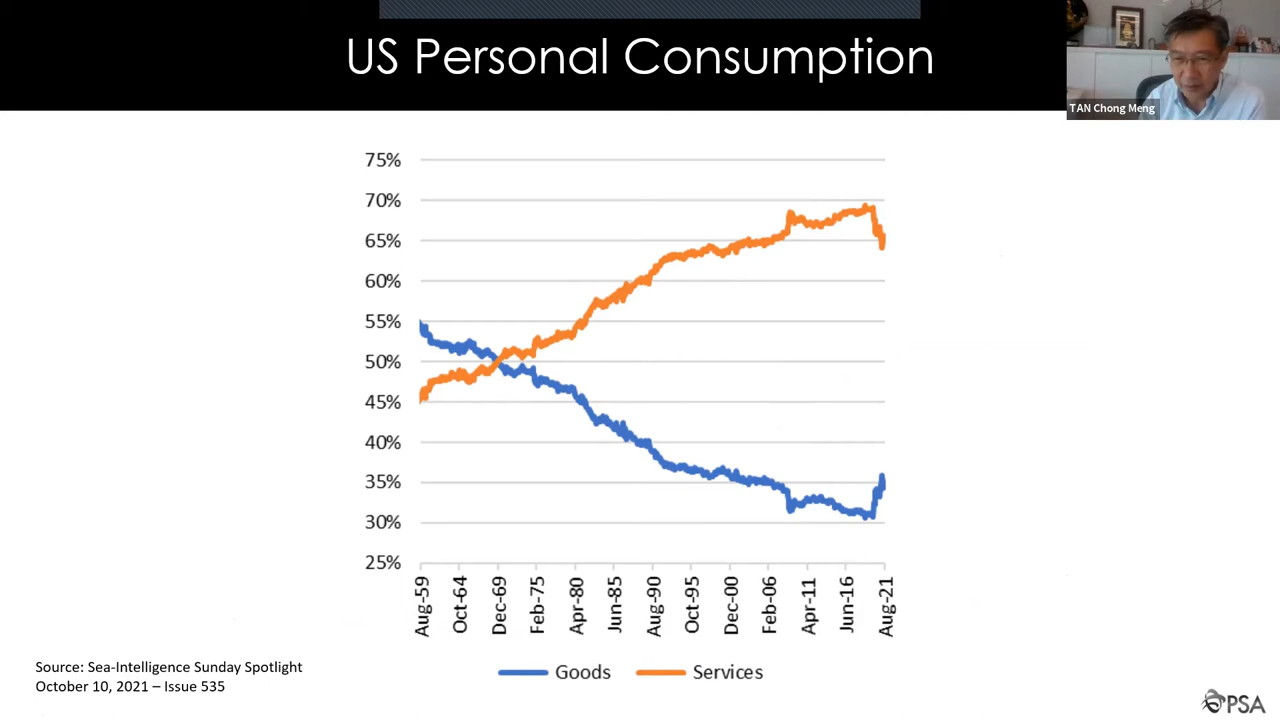 US Personal Consumption
TAN Chong Meng
75%
70%
65%
60%
55%
50%
45%
40%
35%
30%
25%
Aug-59
Oct-64
Dec-69
Feb-75
Apr-80
Jun-85
Aug-90
Oct-95
Dec-00
Feb-06
Apr-11
Jun-16
Aug-21
Goods
Services
Source: Sea-Intelligence Sunday Spotlight
October 10, 2021 – Issue 535
PSA